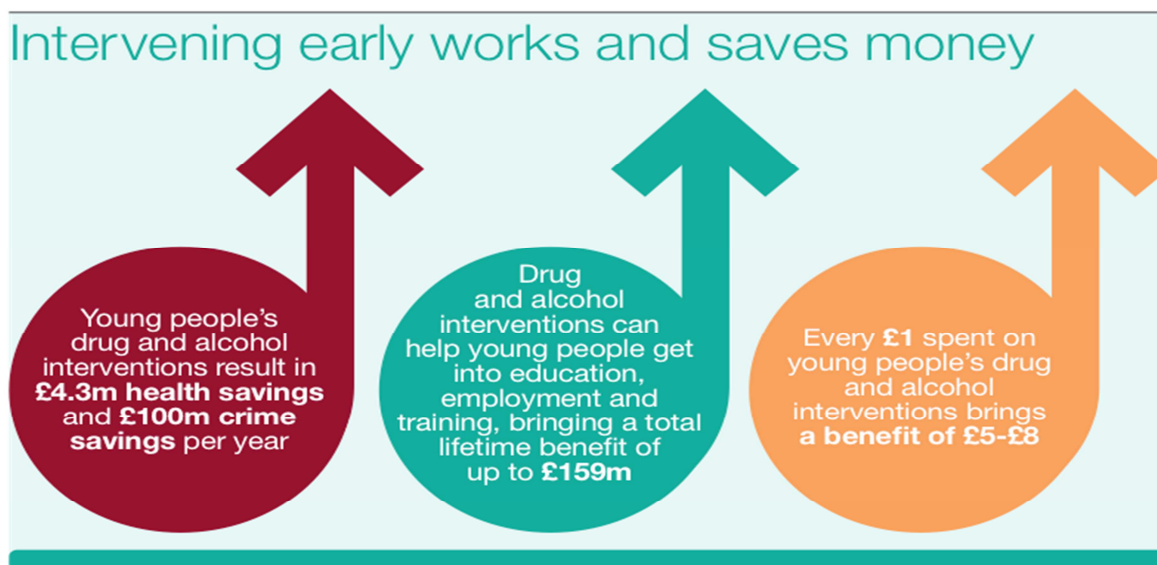 Intervening early works and saves money
Young people's
drug and alcohol
interventions result in
£4.3m health savings
and £100m crime
savings per year
Drug
and alcohol
interventions can
help young people get
into education,
employment and
training, bringing a total
lifetime benefit of
up to £159m
Every £1 spent on
young people's drug
and alcohol
interventions brings
a benefit of £5-£8